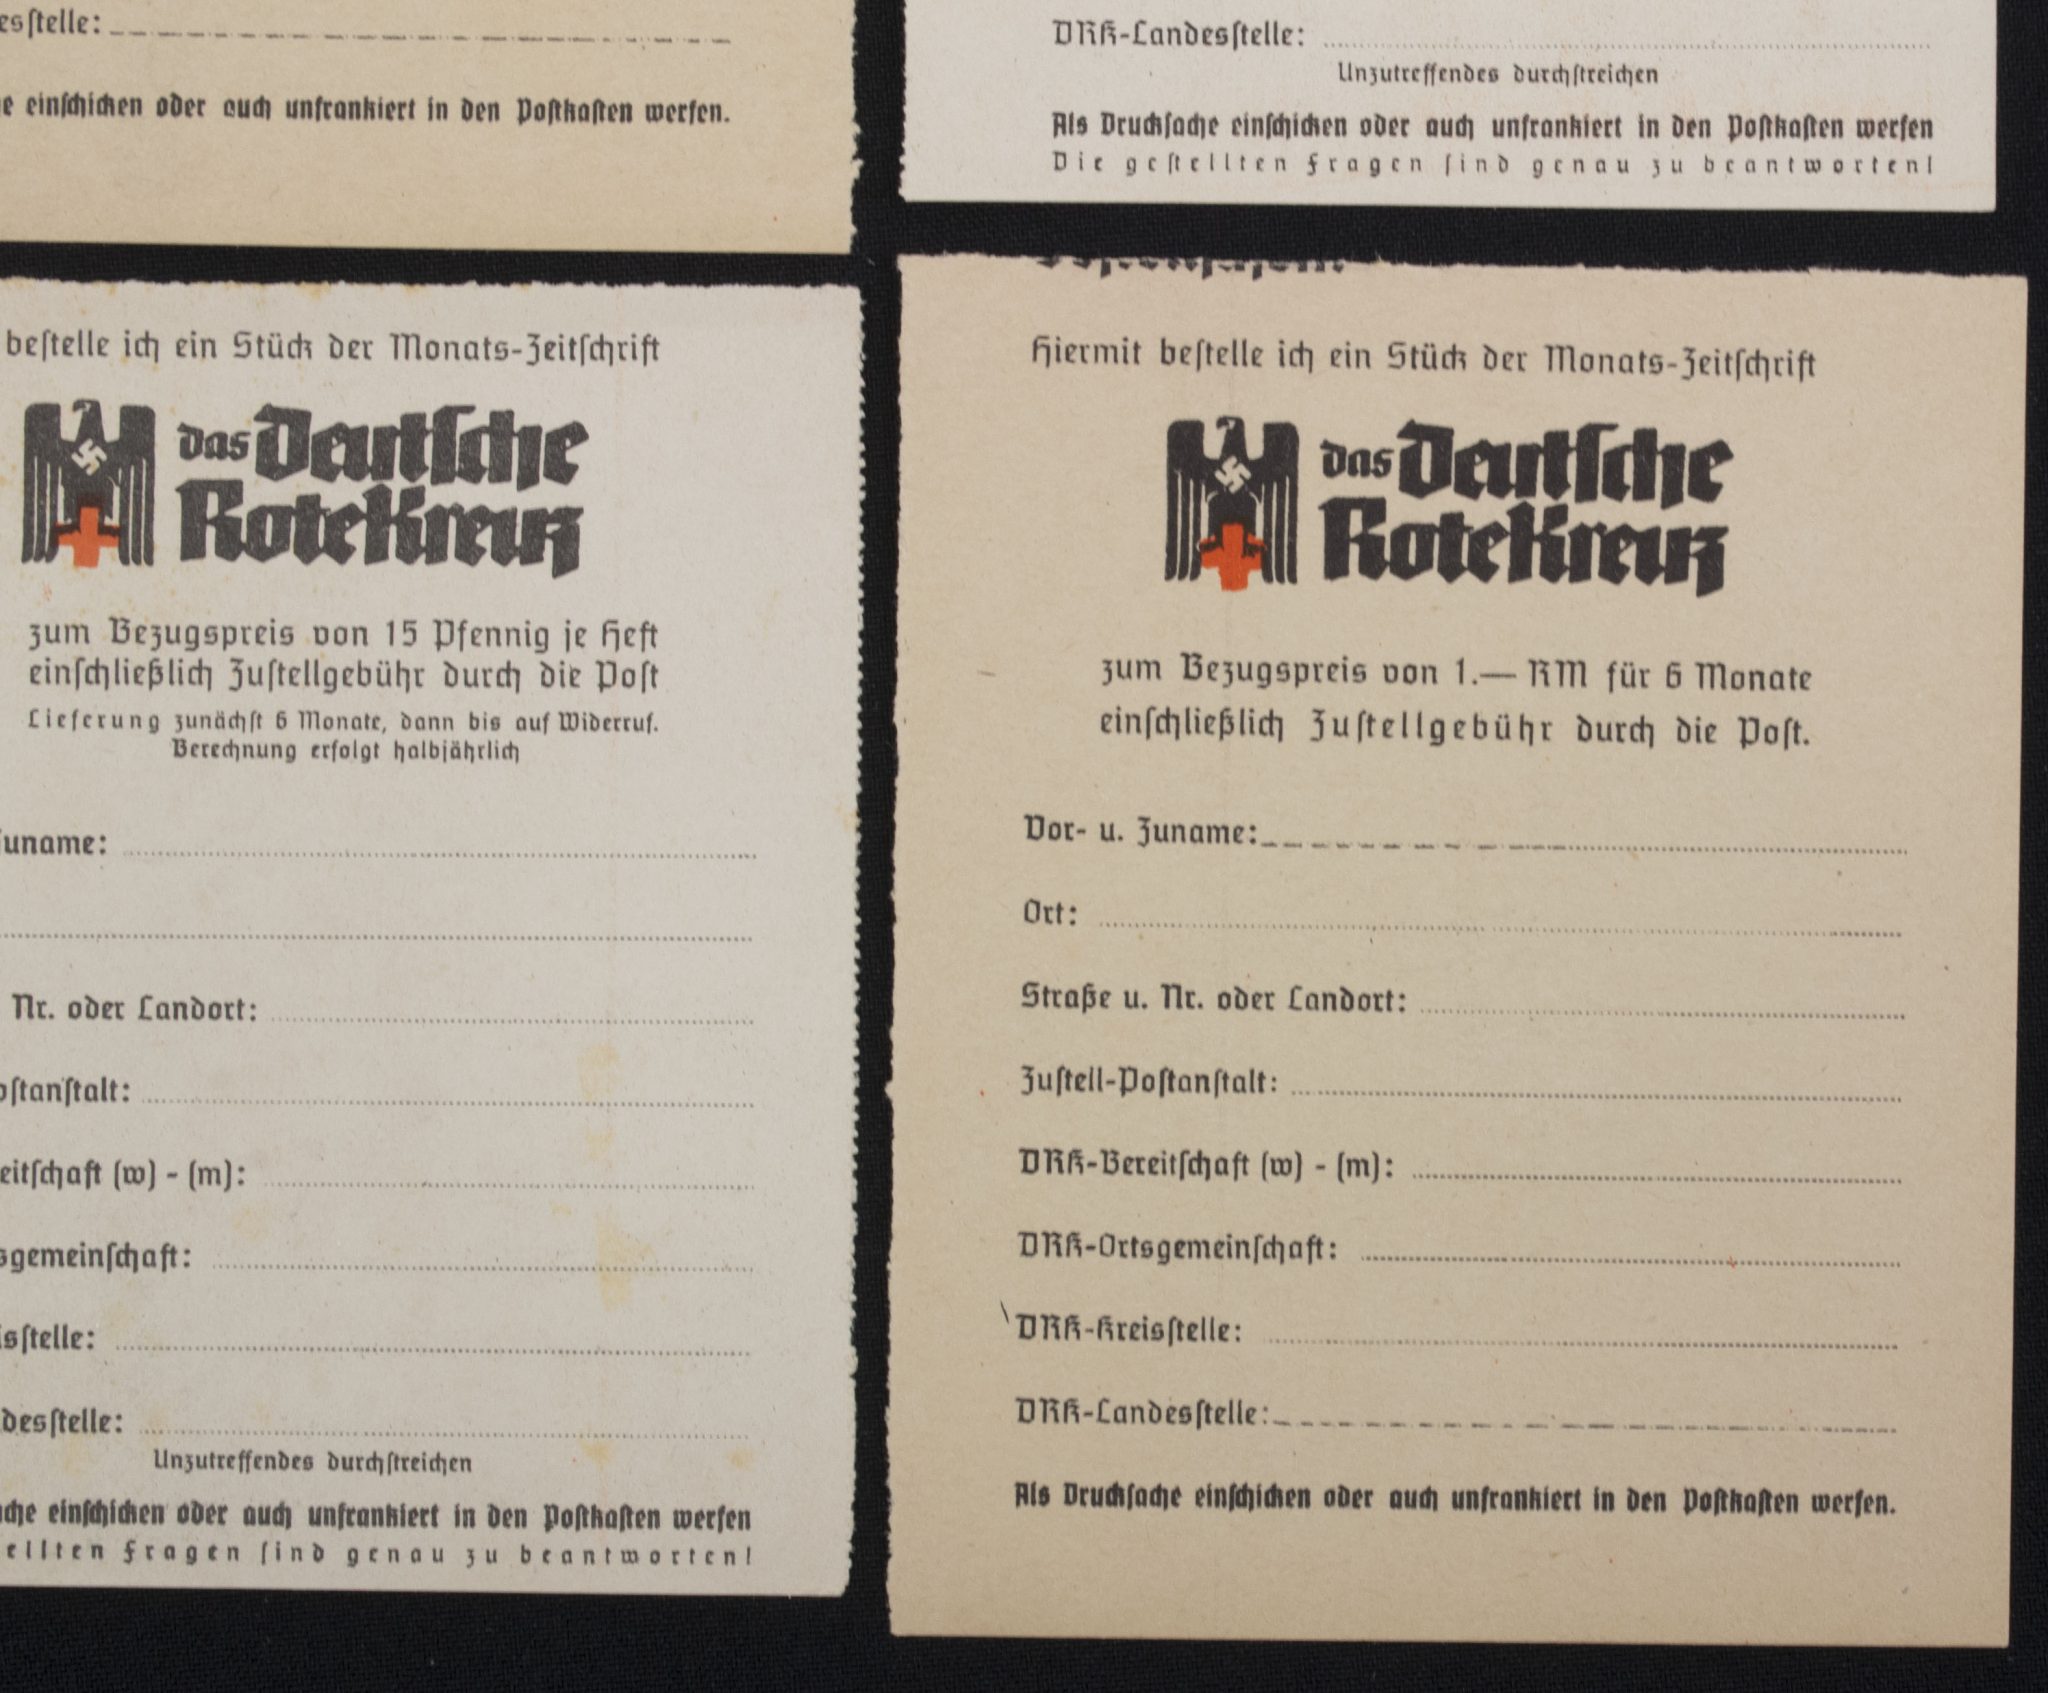 esſtelle:
e einſchicken oder auch unfrankiert in den Poſtkaſten werfen.
DRK-Landesſtelle:
Unzutreffendes durchſtreichen
Als Druckſache einſchicken oder auch unfrankiert in den Poſtkaſten werfen
Die geſtellten Fragen ſind genau zu beantworten!
beſtelle ich ein Stück der Monats-Zeitſchrift
das Deutſche
Rote Kreuz
zum Bezugspreis von 15 Pfennig je Heft
einſchließlich Zuſtellgebühr durch die Poſt
Lieferung zunächſt 6 Monate, dann bis auf Widerruf.
Berechnung erfolgt halbjährlich
Zuname:
Nr. oder Landort:
oſtanſtalt:
eitſchaft (w) - (m):
sgemeinſchaft:
isſtelle:
desſtelle:
Unzutreffendes durchſtreichen
che einſchicken oder auch unfrankiert in den Poſtkaſten werfen
ellten Fragen ſind genau zu beantworten!
Hiermit beſtelle ich ein Stück der Monats-Zeitſchrift
das Deutſche
Rote Kreuz
zum Bezugspreis von 1.— RM für 6 Monate
einſchließlich Zuſtellgebühr durch die Poſt.
Vor- u. Zuname:
Ort:
Straße u. Nr. oder Landort:
Zuſtell-Poſtanſtalt:
DRK-Bereitſchaft (w) - (m):
DRK-Ortsgemeinſchaft:
DRK-Kreisſtelle:
DRK-Landesſtelle:
Als Druckſache einſchicken oder auch unfrankiert in den Poſtkaſten werfen.